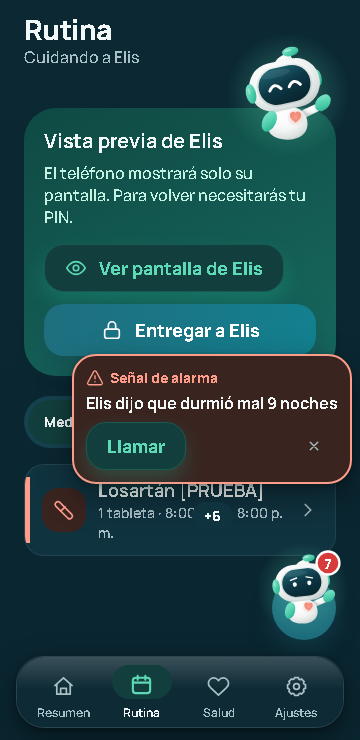 Rutina
Cuidando a Elis
Vista previa de Elis
El teléfono mostrará solo su
pantalla. Para volver necesitarás tu
PIN.
Ver pantalla de Elis
Entregar a Elis
Señal de alarma
Elis dijo que durmió mal 9 noches
Med
Llamar
×
Losartán [PRUEBA]
1 tableta · 8:00 +6 8:00 p.
m.
7
Resumen
Rutina
Salud
Ajustes